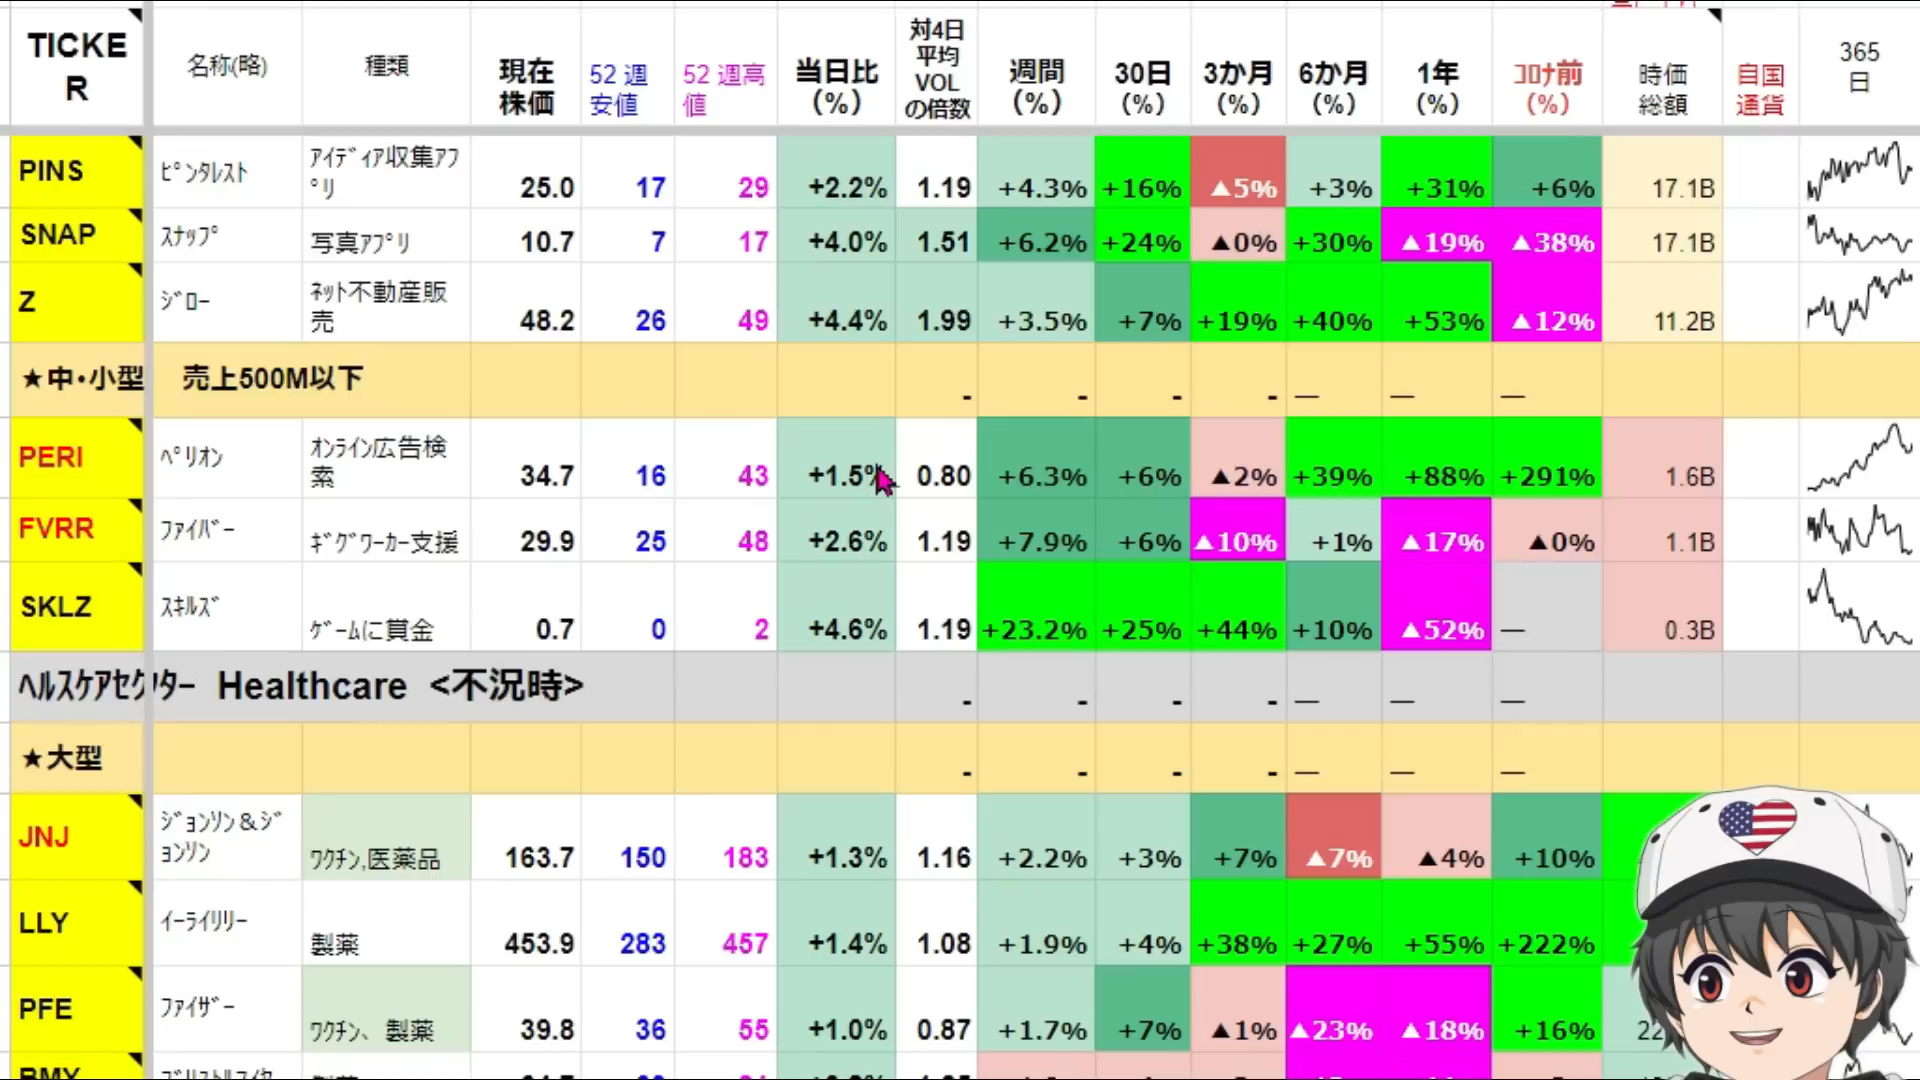 TICKE
R
名称(略)
種類
現在
株価
52 週
安値
52 週高
値
当日比
(%)
対4日
平均
VOL
の倍数
週間
(%)
30日
(%)
3か月
(%)
6か月
(%)
1年
(%)
ｺﾛﾅ前
(%)
時価
総額
自国
通貨
365
日
PINS ﾋﾟﾝﾀﾚｽﾄ ｱｲﾃﾞｨｱ収集ｱﾌ
ﾟﾘ 25.0 17 29 +2.2% 1.19 +4.3% +16% ▲5% +3% +31% +6% 17.1B
SNAP ｽﾅｯﾌﾟ 写真ｱﾌﾟﾘ 10.7 7 17 +4.0% 1.51 +6.2% +24% ▲0% +30% ▲19% ▲38% 17.1B
Z ｼﾞﾛｰ ﾈｯﾄ不動産販
売 48.2 26 49 +4.4% 1.99 +3.5% +7% +19% +40% +53% ▲12% 11.2B
★中・小型 売上500M以下 - - - - — — —
PERI ﾍﾟﾘｵﾝ ｵﾝﾗｲﾝ広告検
索 34.7 16 43 +1.5% 0.80 +6.3% +6% ▲2% +39% +88% +291% 1.6B
FVRR ﾌｧｲﾊﾞｰ ｷﾞｸﾞﾜｰｶｰ支援 29.9 25 48 +2.6% 1.19 +7.9% +6% ▲10% +1% ▲17% ▲0% 1.1B
SKLZ ｽｷﾙｽﾞ ｹﾞｰﾑに賞金 0.7 0 2 +4.6% 1.19 +23.2% +25% +44% +10% ▲52% — 0.3B
ﾍﾙｽｹｱｾｸﾀｰ Healthcare <不況時> - - - - — — —
★大型 - - - - — — —
JNJ ｼﾞｮﾝｿﾝ＆ｼﾞ
ｮﾝｿﾝ ﾜｸﾁﾝ,医薬品 163.7 150 183 +1.3% 1.16 +2.2% +3% +7% ▲7% ▲4% +10%
LLY ｲｰﾗｲﾘﾘｰ 製薬 453.9 283 457 +1.4% 1.08 +1.9% +4% +38% +27% +55% +222%
PFE ﾌｧｲｻﾞｰ ﾜｸﾁﾝ、製薬 39.8 36 55 +1.0% 0.87 +1.7% +7% ▲1% ▲23% ▲18% +16% 22
BMY